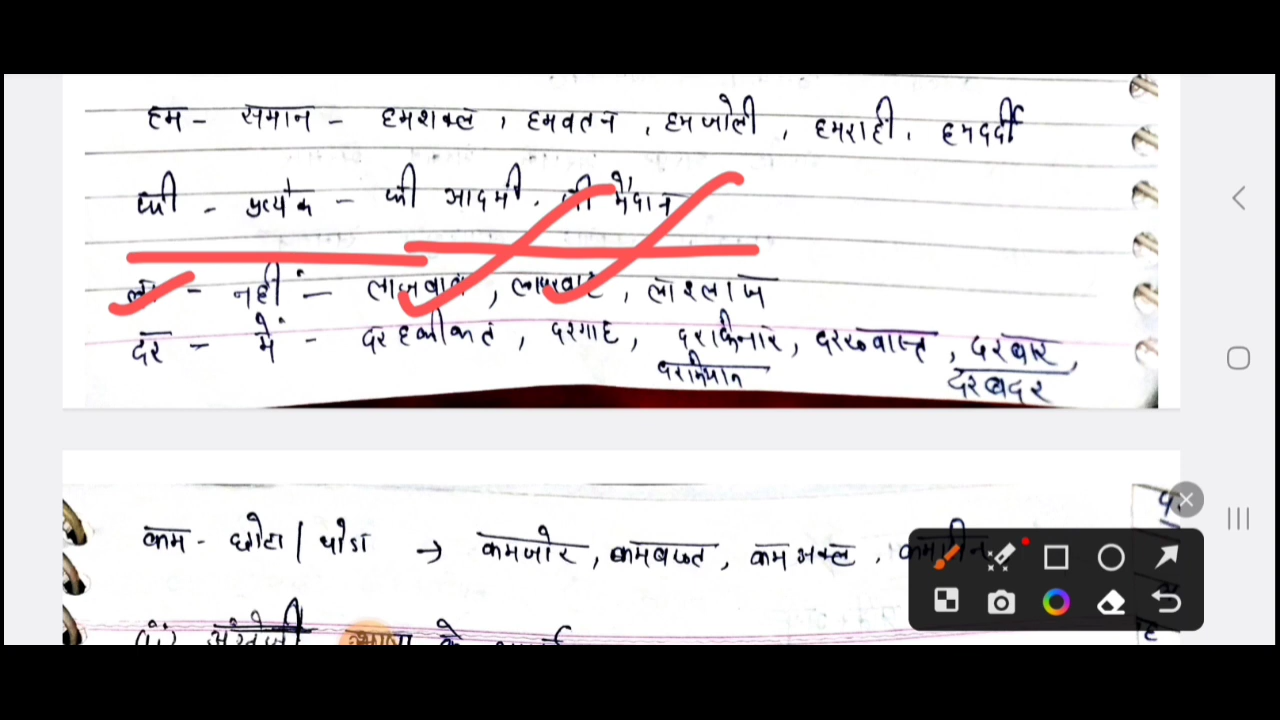 हम - समान - हमशक्ल, हमवतन, हमजोली, हमराही, हमदर्दी
फी - प्रत्येक - फी आदमी, फी मैदान
ला - नहीं - लाजवाब, लापरवाह, लाइलाज
दर - में - दरहकीकत, दरगाह, दरकिनार, दरख्वास्त, दरबार,
दरमियान दरबदर
कम - छोटा / थोडा → कमजोर, कमबख्त, कमअक्ल,